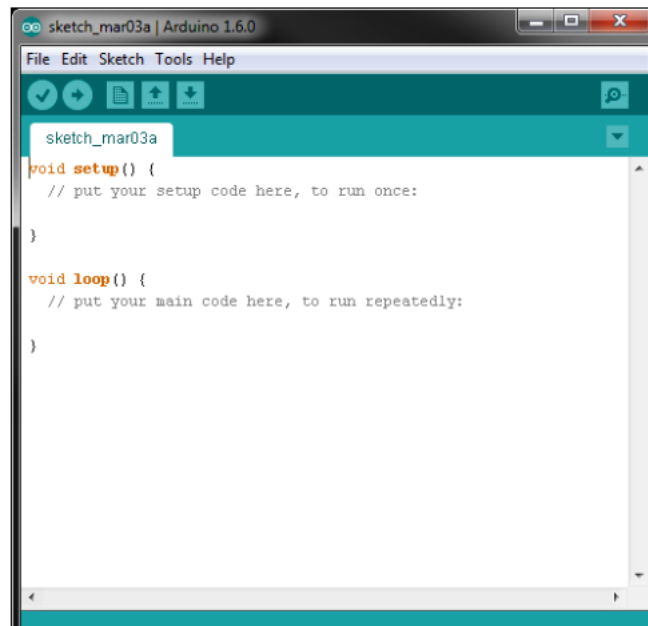 sketch_mar03a | Arduino 1.6.0
File Edit Sketch Tools Help
sketch_mar03a
void setup() {
  // put your setup code here, to run once:
}
void loop() {
  // put your main code here, to run repeatedly:
}